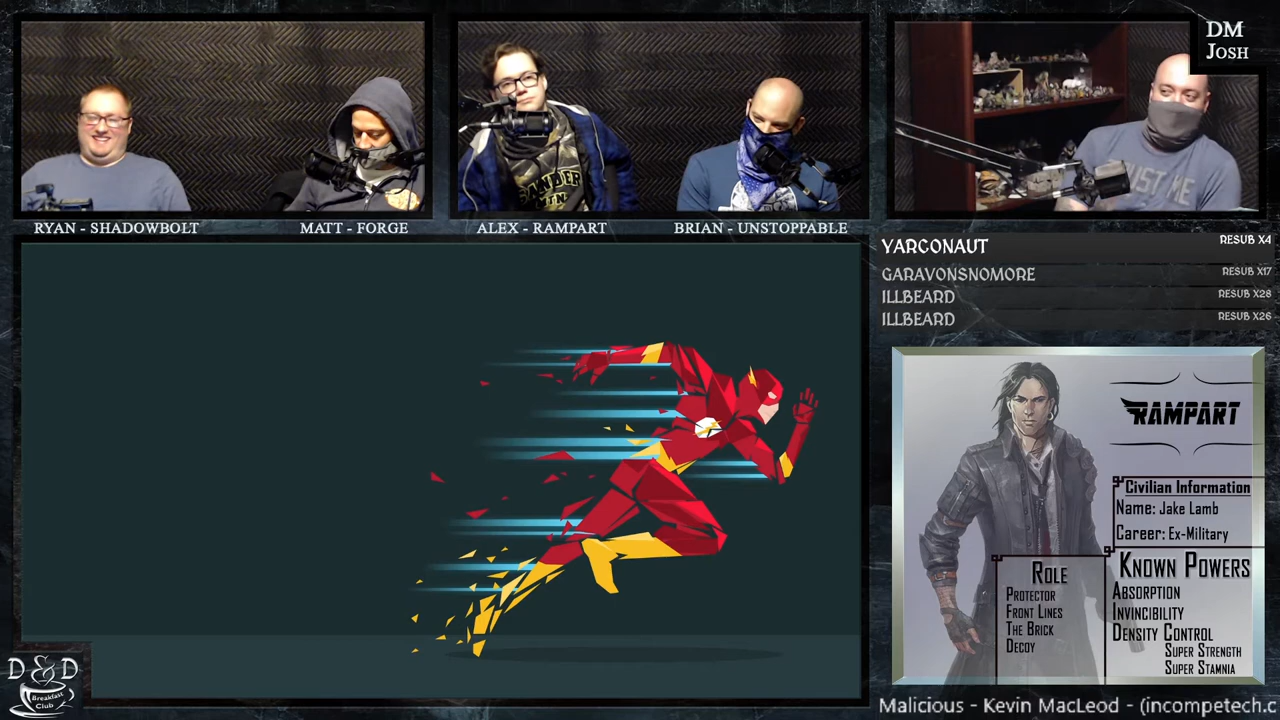 DM
JOSH
RYAN - SHADOWBOLT
MATT - FORGE
ALEX - RAMPART
BRIAN - UNSTOPPABLE
YARCONAUT RESUB X4
GARAVONSNOMORE RESUB X17
ILLBEARD RESUB X28
ILLBEARD RESUB X26
RAMPART
Civilian Information
Name: Jake Lamb
Career: Ex-Military
Role
Protector
Front Lines
The Brick
Decoy
Known Powers
Absorption
Invincibility
Density Control
Super Strength
Super Stamnia
D & D
Breakfast
Club
Malicious - Kevin MacLeod - (incompetech.c